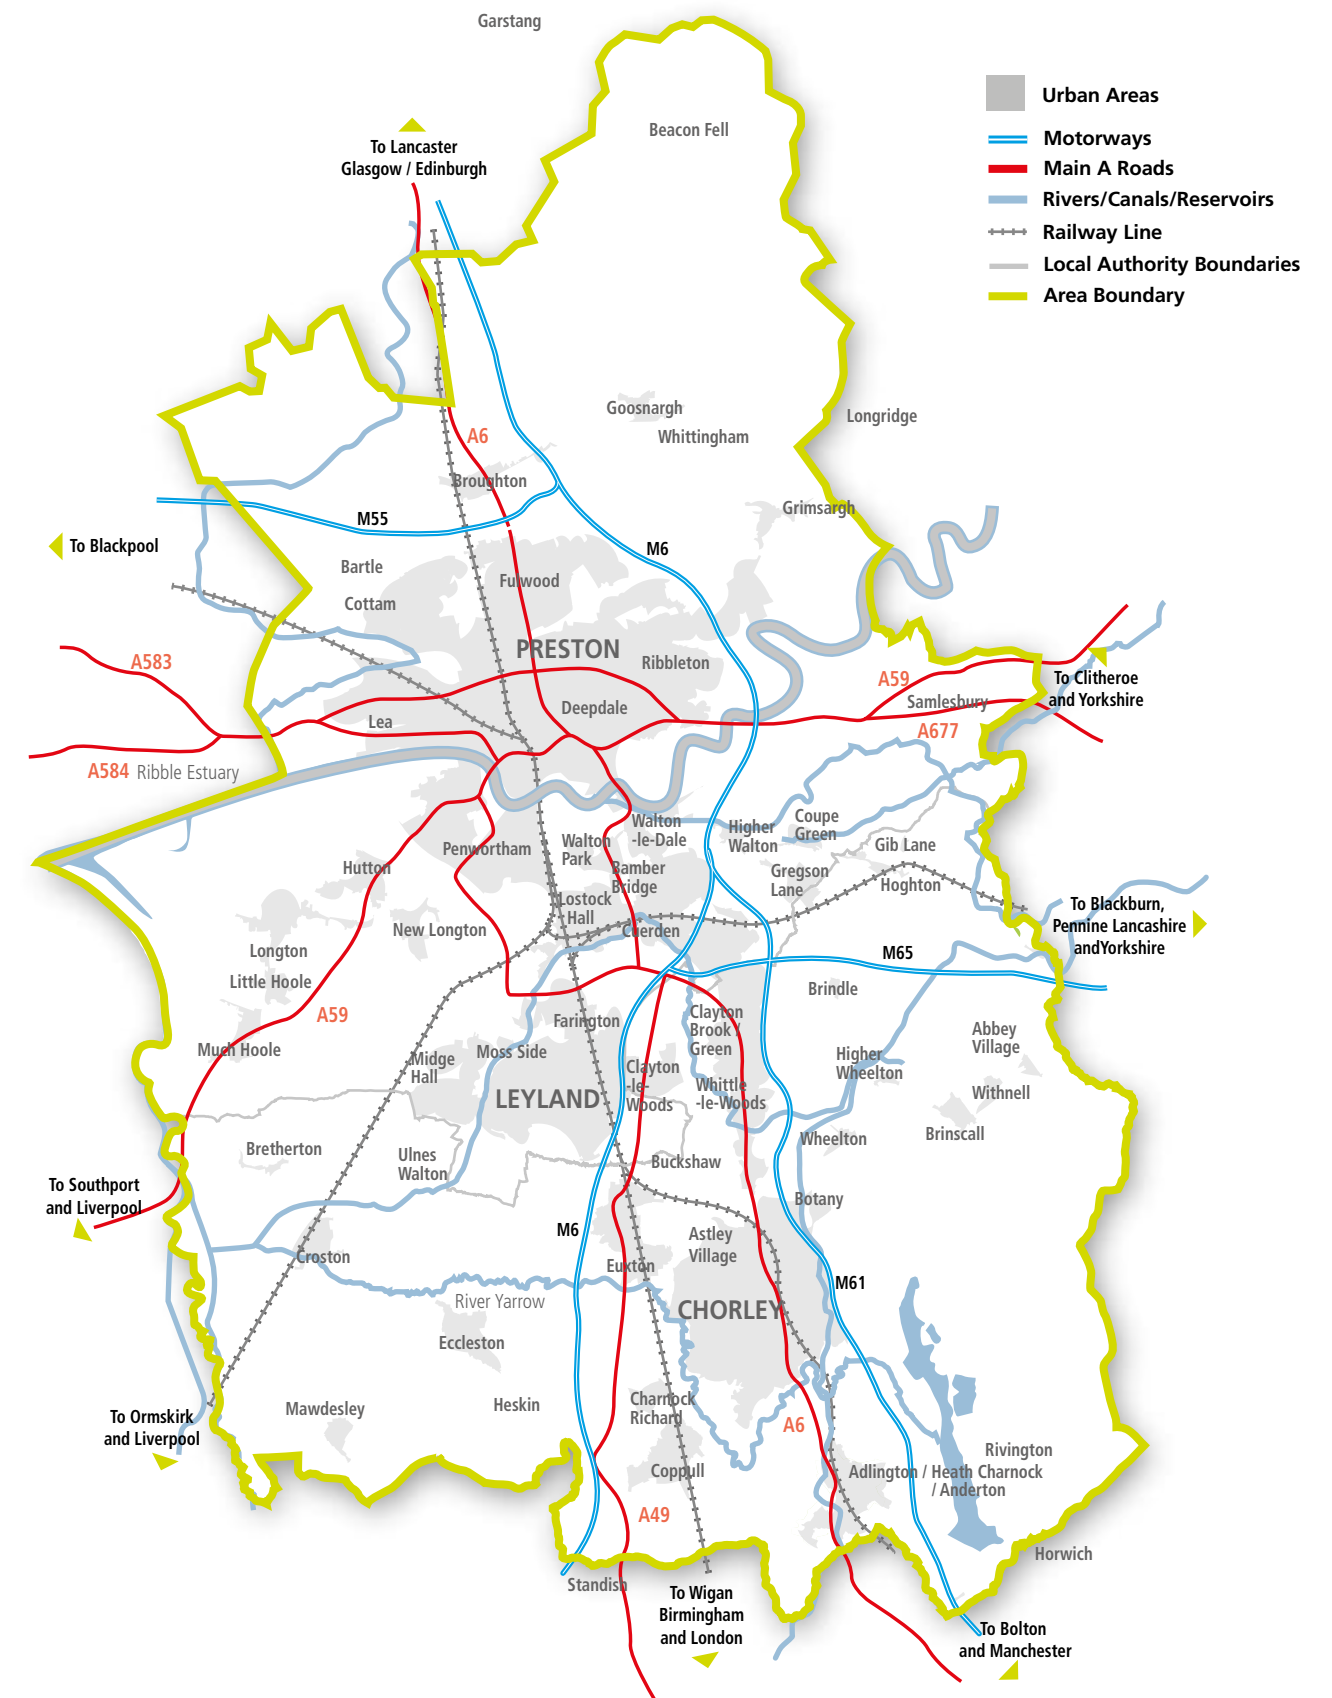 Garstang
Urban Areas
Motorways
Main A Roads
Rivers/Canals/Reservoirs
Railway Line
Local Authority Boundaries
Area Boundary
Beacon Fell
To Lancaster
Glasgow / Edinburgh
Goosnargh
Longridge
Whittingham
A6
Broughton
Grimsargh
M55
To Blackpool
M6
Bartle
Fulwood
Cottam
PRESTON
Ribbleton
A583
A59
To Clitheroe
and Yorkshire
Samlesbury
Deepdale
Lea
A677
A584
Ribble Estuary
Walton
-le-Dale
Higher
Walton
Coupe
Green
Walton
Park
Penwortham
Gib Lane
Hutton
Bamber
Bridge
Gregson
Lane
Hoghton
Lostock
Hall
To Blackburn,
Pennine Lancashire
andYorkshire
New Longton
Cuerden
Longton
M65
Little Hoole
Brindle
A59
Farington
Clayton
Brook /
Green
Abbey
Village
Much Hoole
Midge
Hall
Moss Side
Higher
Wheelton
Clayton
-le-
Woods
Whittle
-le-Woods
LEYLAND
Withnell
Brinscall
Wheelton
Bretherton
Ulnes
Walton
Buckshaw
To Southport
and Liverpool
Botany
M6
Astley
Village
Croston
Euxton
M61
River Yarrow
CHORLEY
Eccleston
Mawdesley
Heskin
Charnock
Richard
To Ormskirk
and Liverpool
A6
Rivington
Coppull
Adlington / Heath Charnock
/ Anderton
A49
Horwich
Standish
To Wigan
Birmingham
and London
To Bolton
and Manchester